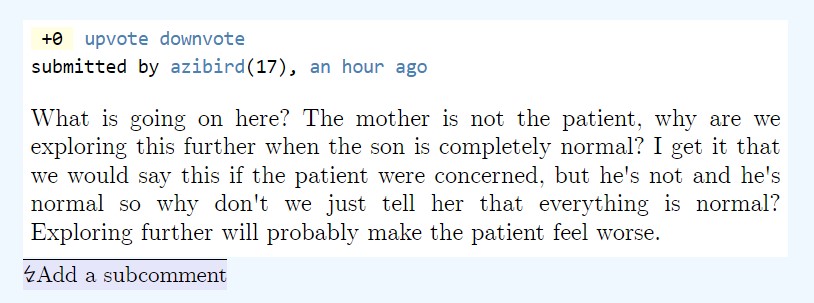 +0 upvote downvote
submitted by azibird(17), an hour ago
What is going on here? The mother is not the patient, why are we
exploring this further when the son is completely normal? I get it that
we would say this if the patient were concerned, but he's not and he's
normal so why don't we just tell her that everything is normal?
Exploring further will probably make the patient feel worse.
↯Add a subcomment